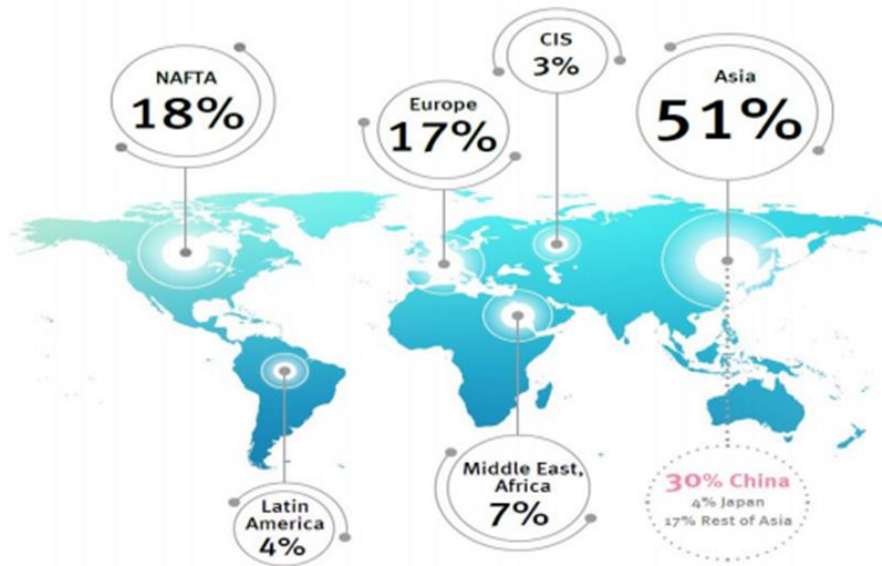 NAFTA
18%
Europe
17%
CIS
3%
Asia
51%
Latin
America
4%
Middle East,
Africa
7%
30% China
4% Japan
17% Rest of Asia